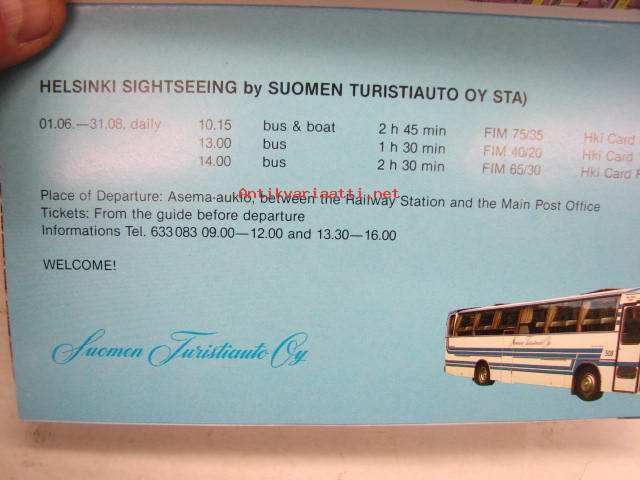 HELSINKI SIGHTSEEING by SUOMEN TURISTIAUTO OY STA)
01.06.—31.08. daily 10.15 bus & boat 2 h 45 min FIM 75/35 Hki Card
13.00 bus 1 h 30 min FIM 40/20 Hki Card
14.00 bus 2 h 30 min FIM 65/30 Hki Card F
Antikvariaatti.net
Place of Departure: Asema-aukio, between the Railway Station and the Main Post Office
Tickets: From the guide before departure
Informations Tel. 633 083 09.00—12.00 and 13.30—16.00
WELCOME!
Suomen Turistiauto Oy
Suomen Turistiauto Oy